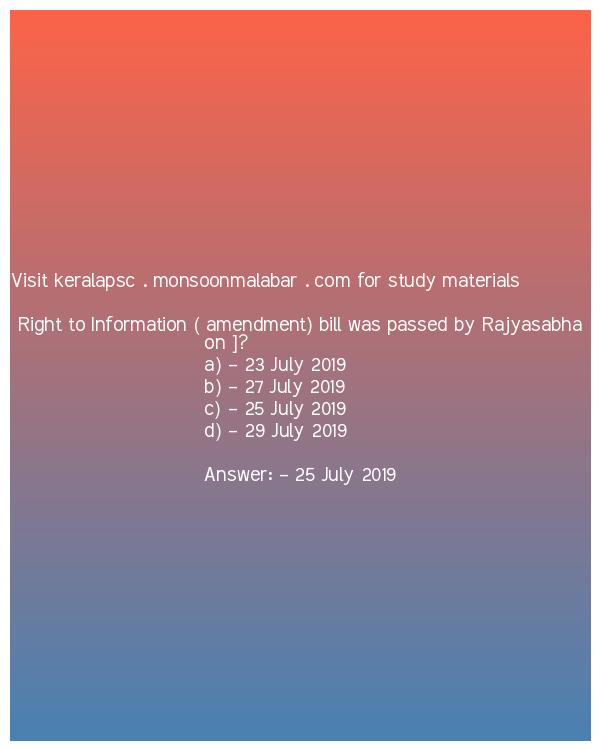 Visit keralapsc . monsoonmalabar . com for study materials
Right to Information ( amendment) bill was passed by Rajyasabha
on ]?
a) - 23 July 2019
b) - 27 July 2019
c) - 25 July 2019
d) - 29 July 2019
Answer: - 25 July 2019